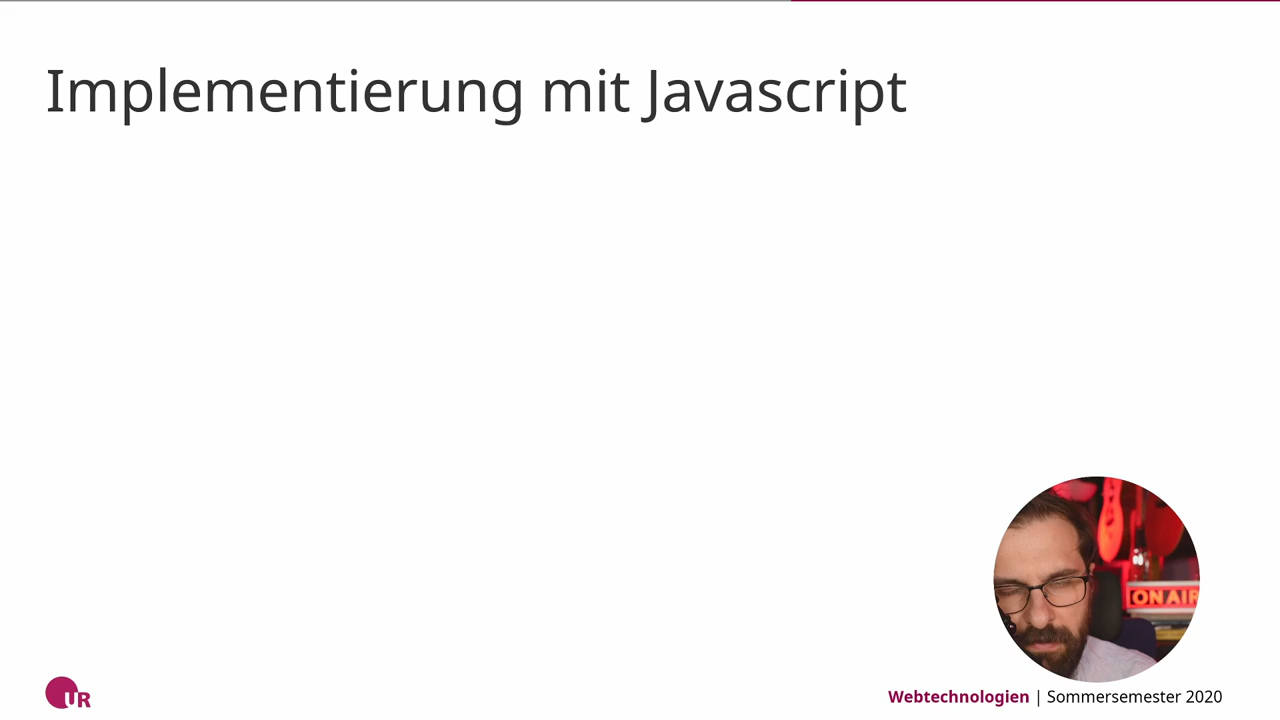 Implementierung mit Javascript
ON AIR
UR
Webtechnologien | Sommersemester 2020